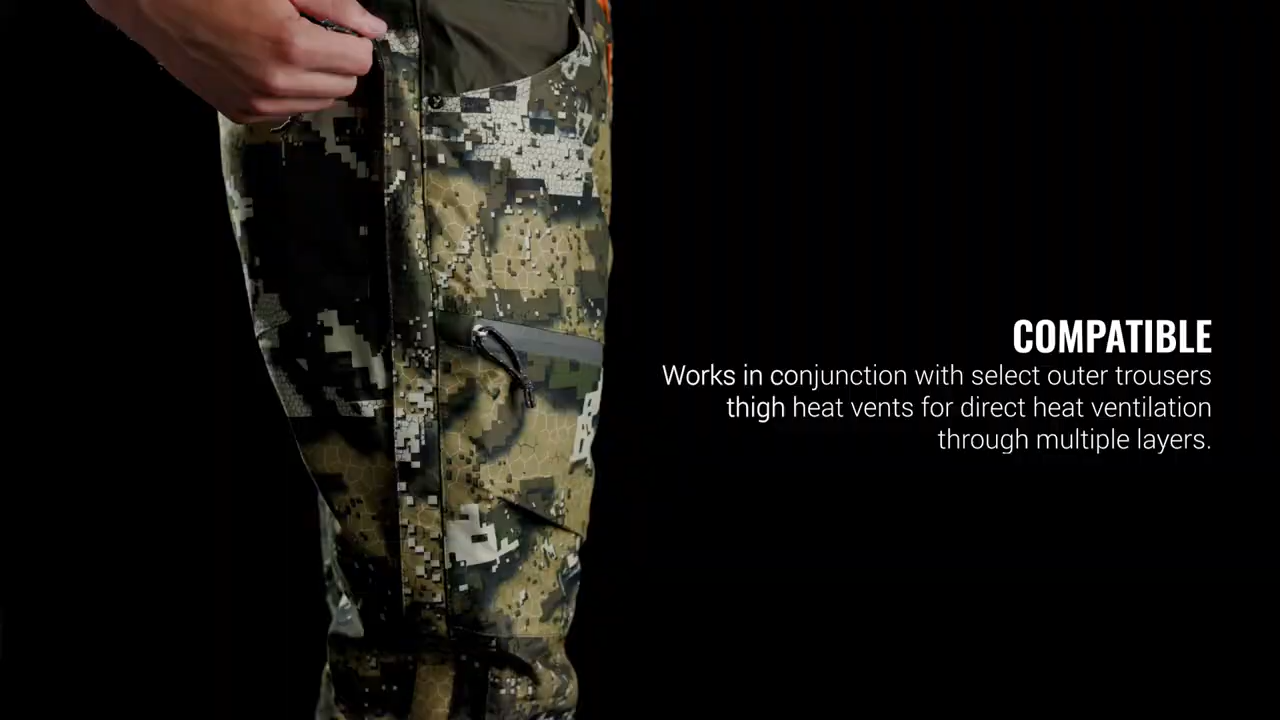 COMPATIBLE
Works in conjunction with select outer trousers
thigh heat vents for direct heat ventilation
through multiple layers.